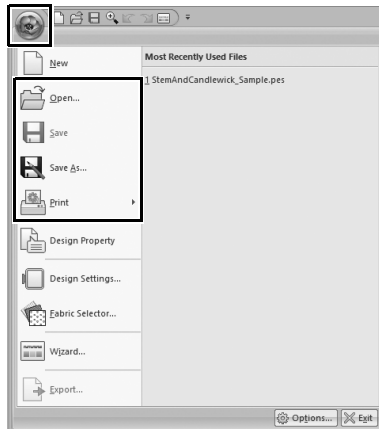 New
Most Recently Used Files
1 StemAndCandlewick_Sample.pes
Open...
Save
Save As...
Print
Design Property
Design Settings...
Fabric Selector...
Wizard...
Export...
Options... Exit